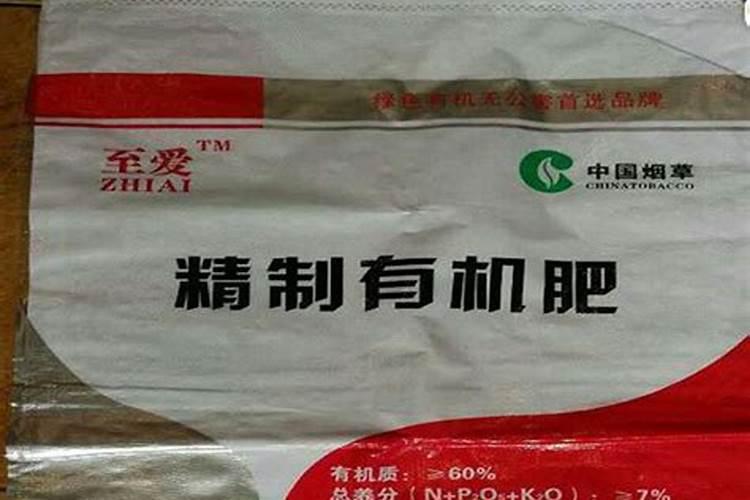 绿色有机无公害首选品牌
至爱™
ZHIAI
中国烟草
CHINATOBACCO
精制有机肥
有机质：≥60%
总养分（N+P₂O₅+K₂O）≥7%